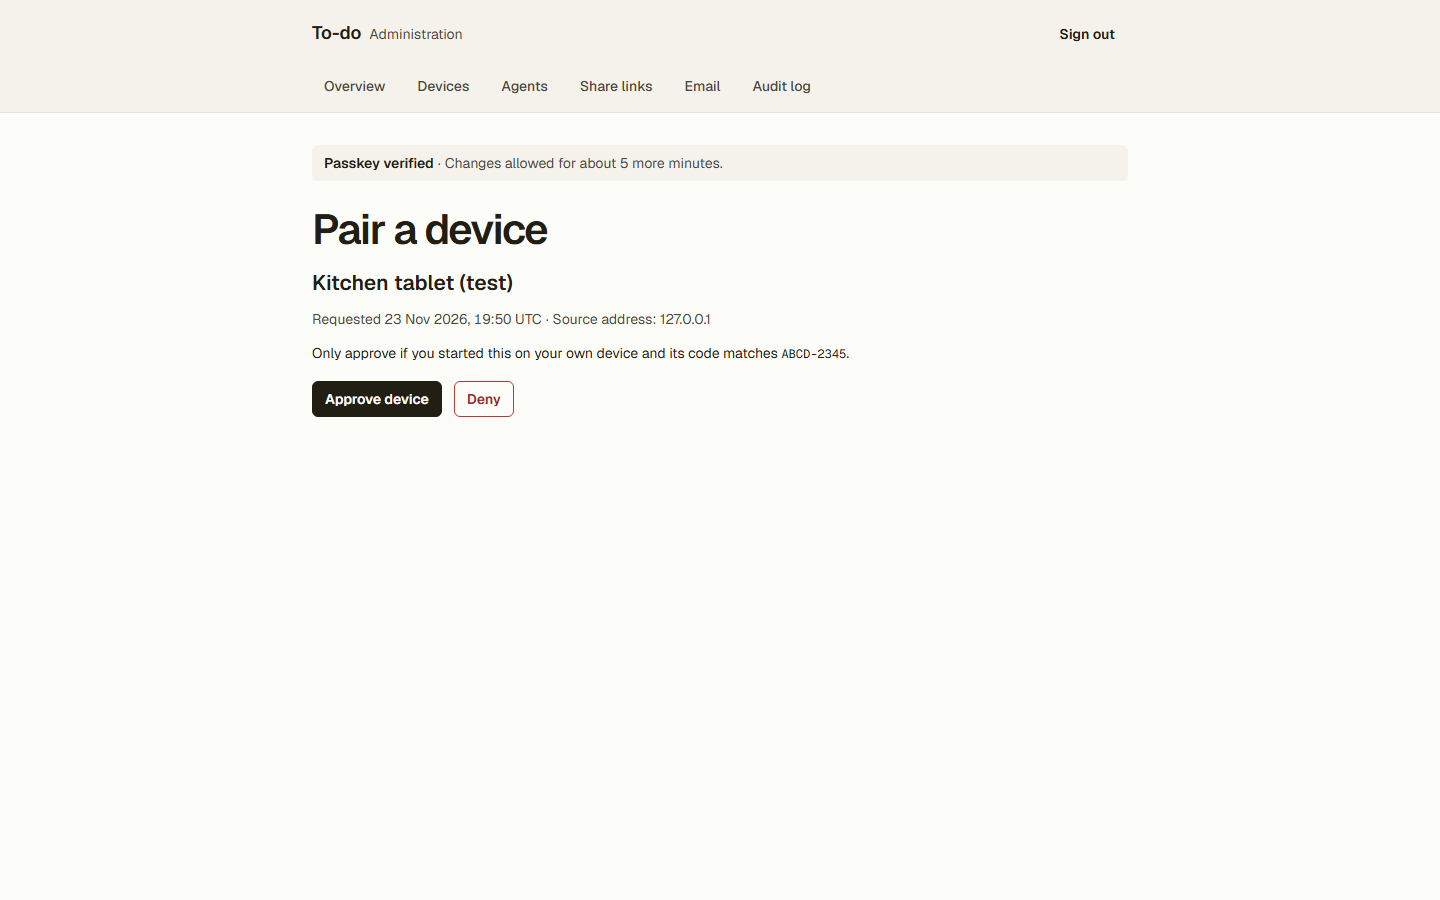 To-do Administration
Sign out
Overview Devices Agents Share links Email Audit log
Passkey verified · Changes allowed for about 5 more minutes.
Pair a device
Kitchen tablet (test)
Requested 23 Nov 2026, 19:50 UTC · Source address: 127.0.0.1
Only approve if you started this on your own device and its code matches ABCD-2345.
Approve device Deny